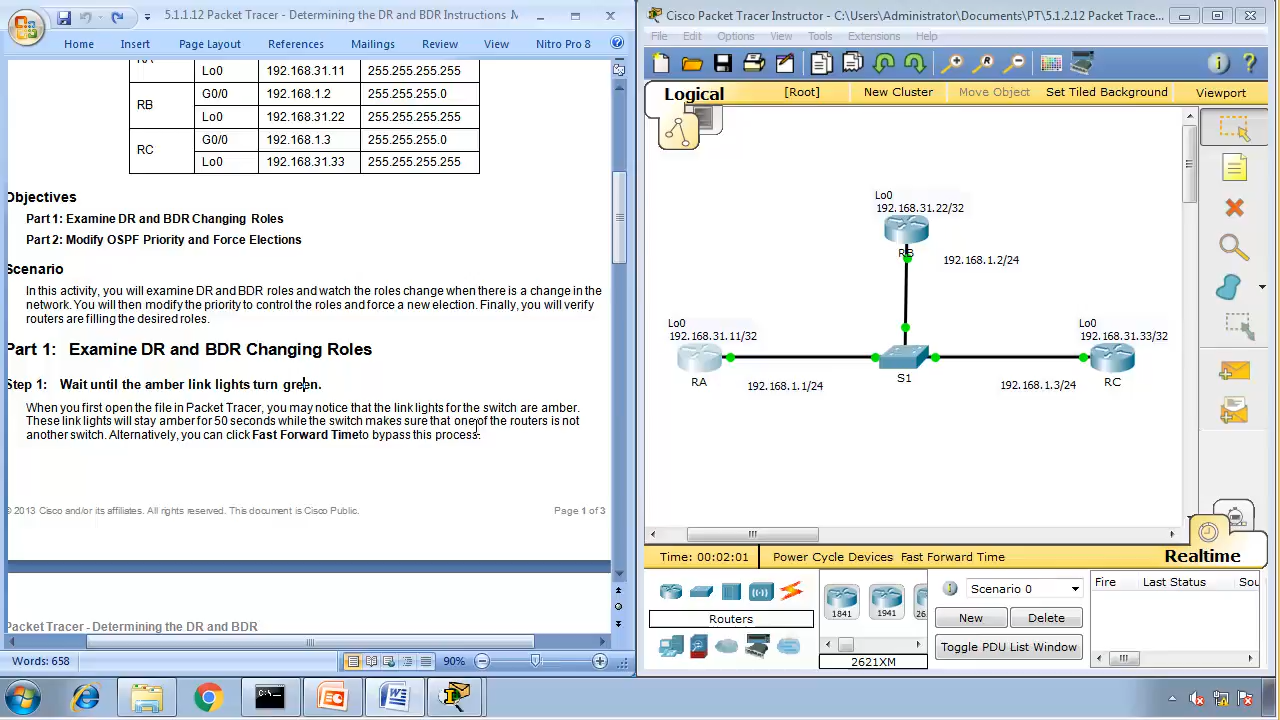 5.1.1.12 Packet Tracer - Determining the DR and BDR Instructions
Home Insert Page Layout References Mailings Review View Nitro Pro 8
Lo0 192.168.31.11 255.255.255.255
RB G0/0 192.168.1.2 255.255.255.0
Lo0 192.168.31.22 255.255.255.255
RC G0/0 192.168.1.3 255.255.255.0
Lo0 192.168.31.33 255.255.255.255
Objectives
Part 1: Examine DR and BDR Changing Roles
Part 2: Modify OSPF Priority and Force Elections
Scenario
In this activity, you will examine DR and BDR roles and watch the roles change when there is a change in the
network. You will then modify the priority to control the roles and force a new election. Finally, you will verify
routers are filling the desired roles.
Part 1: Examine DR and BDR Changing Roles
Step 1: Wait until the amber link lights turn green.
When you first open the file in Packet Tracer, you may notice that the link lights for the switch are amber.
These link lights will stay amber for 50 seconds while the switch makes sure that one of the routers is not
another switch. Alternatively, you can click Fast Forward Timeto bypass this process.
© 2013 Cisco and/or its affiliates. All rights reserved. This document is Cisco Public. Page 1 of 3
Packet Tracer - Determining the DR and BDR
Words: 658 90%
Cisco Packet Tracer Instructor - C:\Users\Administrator\Documents\PT\5.1.2.12 Packet Trace...
File Edit Options View Tools Extensions Help
Logical [Root] New Cluster Move Object Set Tiled Background Viewport
Lo0
192.168.31.22/32
RB
192.168.1.2/24
Lo0
192.168.31.11/32
RA
192.168.1.1/24
S1
Lo0
192.168.31.33/32
192.168.1.3/24
RC
Time: 00:02:01 Power Cycle Devices Fast Forward Time
Realtime
Routers
1841 1941
2621XM
Scenario 0
New Delete
Toggle PDU List Window
Fire Last Status Sou